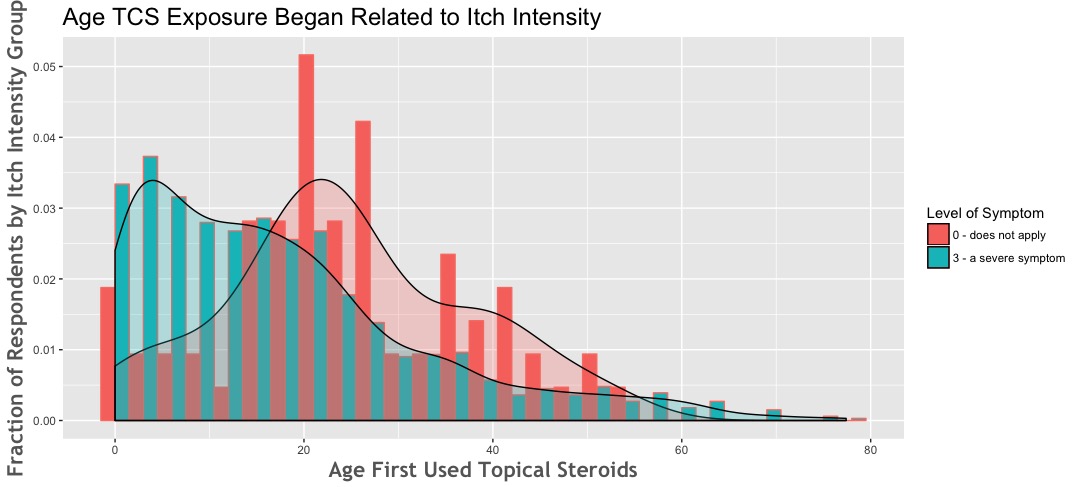 Age TCS Exposure Began Related to Itch Intensity
Fraction of Respondents by Itch Intensity Group
0.05
0.04
0.03
0.02
0.01
0.00
0
20
40
60
80
Age First Used Topical Steroids
Level of Symptom
0 - does not apply
3 - a severe symptom